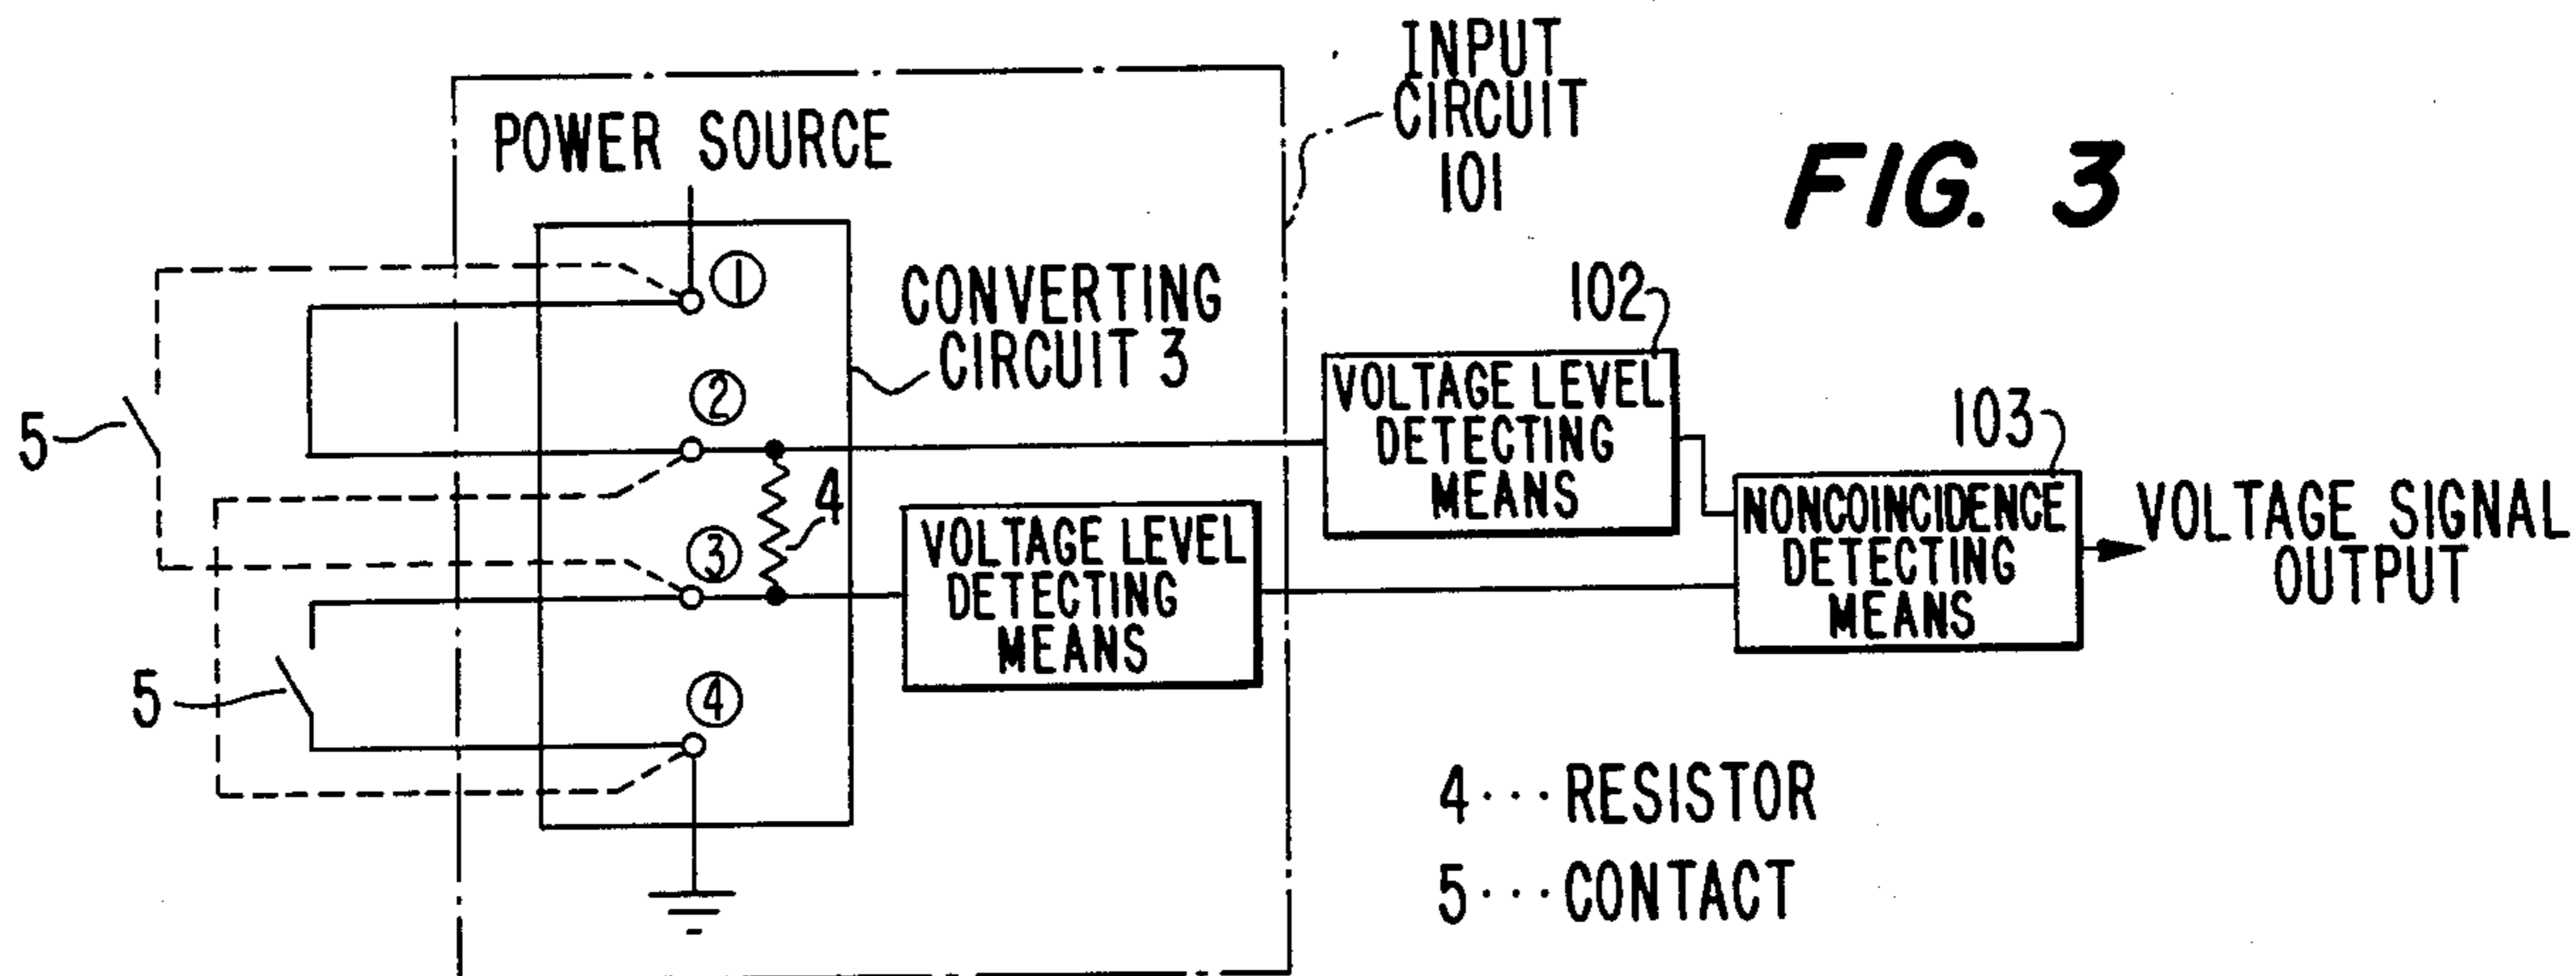 INPUT
CIRCUIT
101
FIG. 3
POWER SOURCE
①
CONVERTING
CIRCUIT 3
②
102
VOLTAGE LEVEL
DETECTING
MEANS
5
103
4
③
VOLTAGE LEVEL
DETECTING
MEANS
NONCOINCIDENCE
DETECTING
MEANS
VOLTAGE SIGNAL
OUTPUT
5
④
4···RESISTOR
5···CONTACT